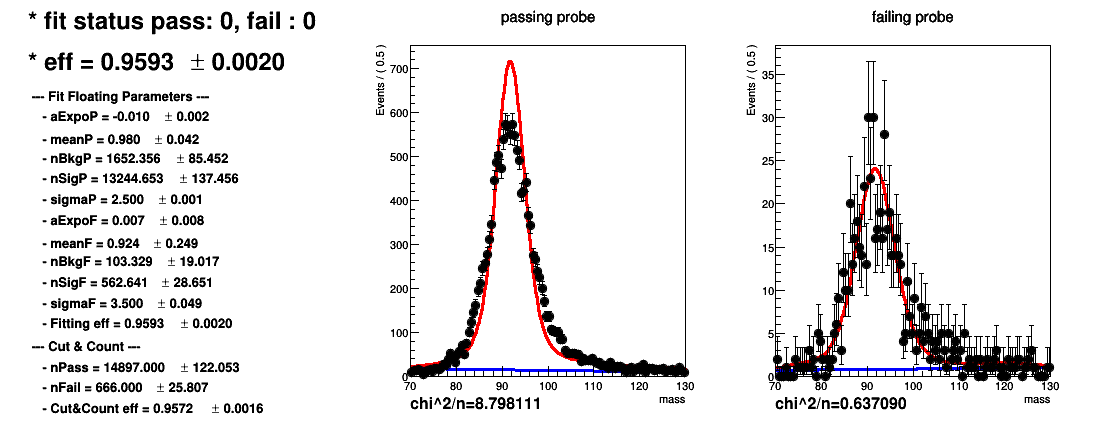 * fit status pass: 0, fail : 0
* eff = 0.9593 ± 0.0020
--- Fit Floating Parameters ---
- aExpoP = -0.010 ± 0.002
- meanP = 0.980 ± 0.042
- nBkgP = 1652.356 ± 85.452
- nSigP = 13244.653 ± 137.456
- sigmaP = 2.500 ± 0.001
- aExpoF = 0.007 ± 0.008
- meanF = 0.924 ± 0.249
- nBkgF = 103.329 ± 19.017
- nSigF = 562.641 ± 28.651
- sigmaF = 3.500 ± 0.049
- Fitting eff = 0.9593 ± 0.0020
--- Cut & Count ---
- nPass = 14897.000 ± 122.053
- nFail = 666.000 ± 25.807
- Cut&Count eff = 0.9572 ± 0.0016
passing probe
Events / ( 0.5 )
700
600
500
400
300
200
100
0
70 80 90 100 110 120 130
mass
chi^2/n=8.798111
failing probe
Events / ( 0.5 )
35
30
25
20
15
10
5
0
70 80 90 100 110 120 130
mass
chi^2/n=0.637090